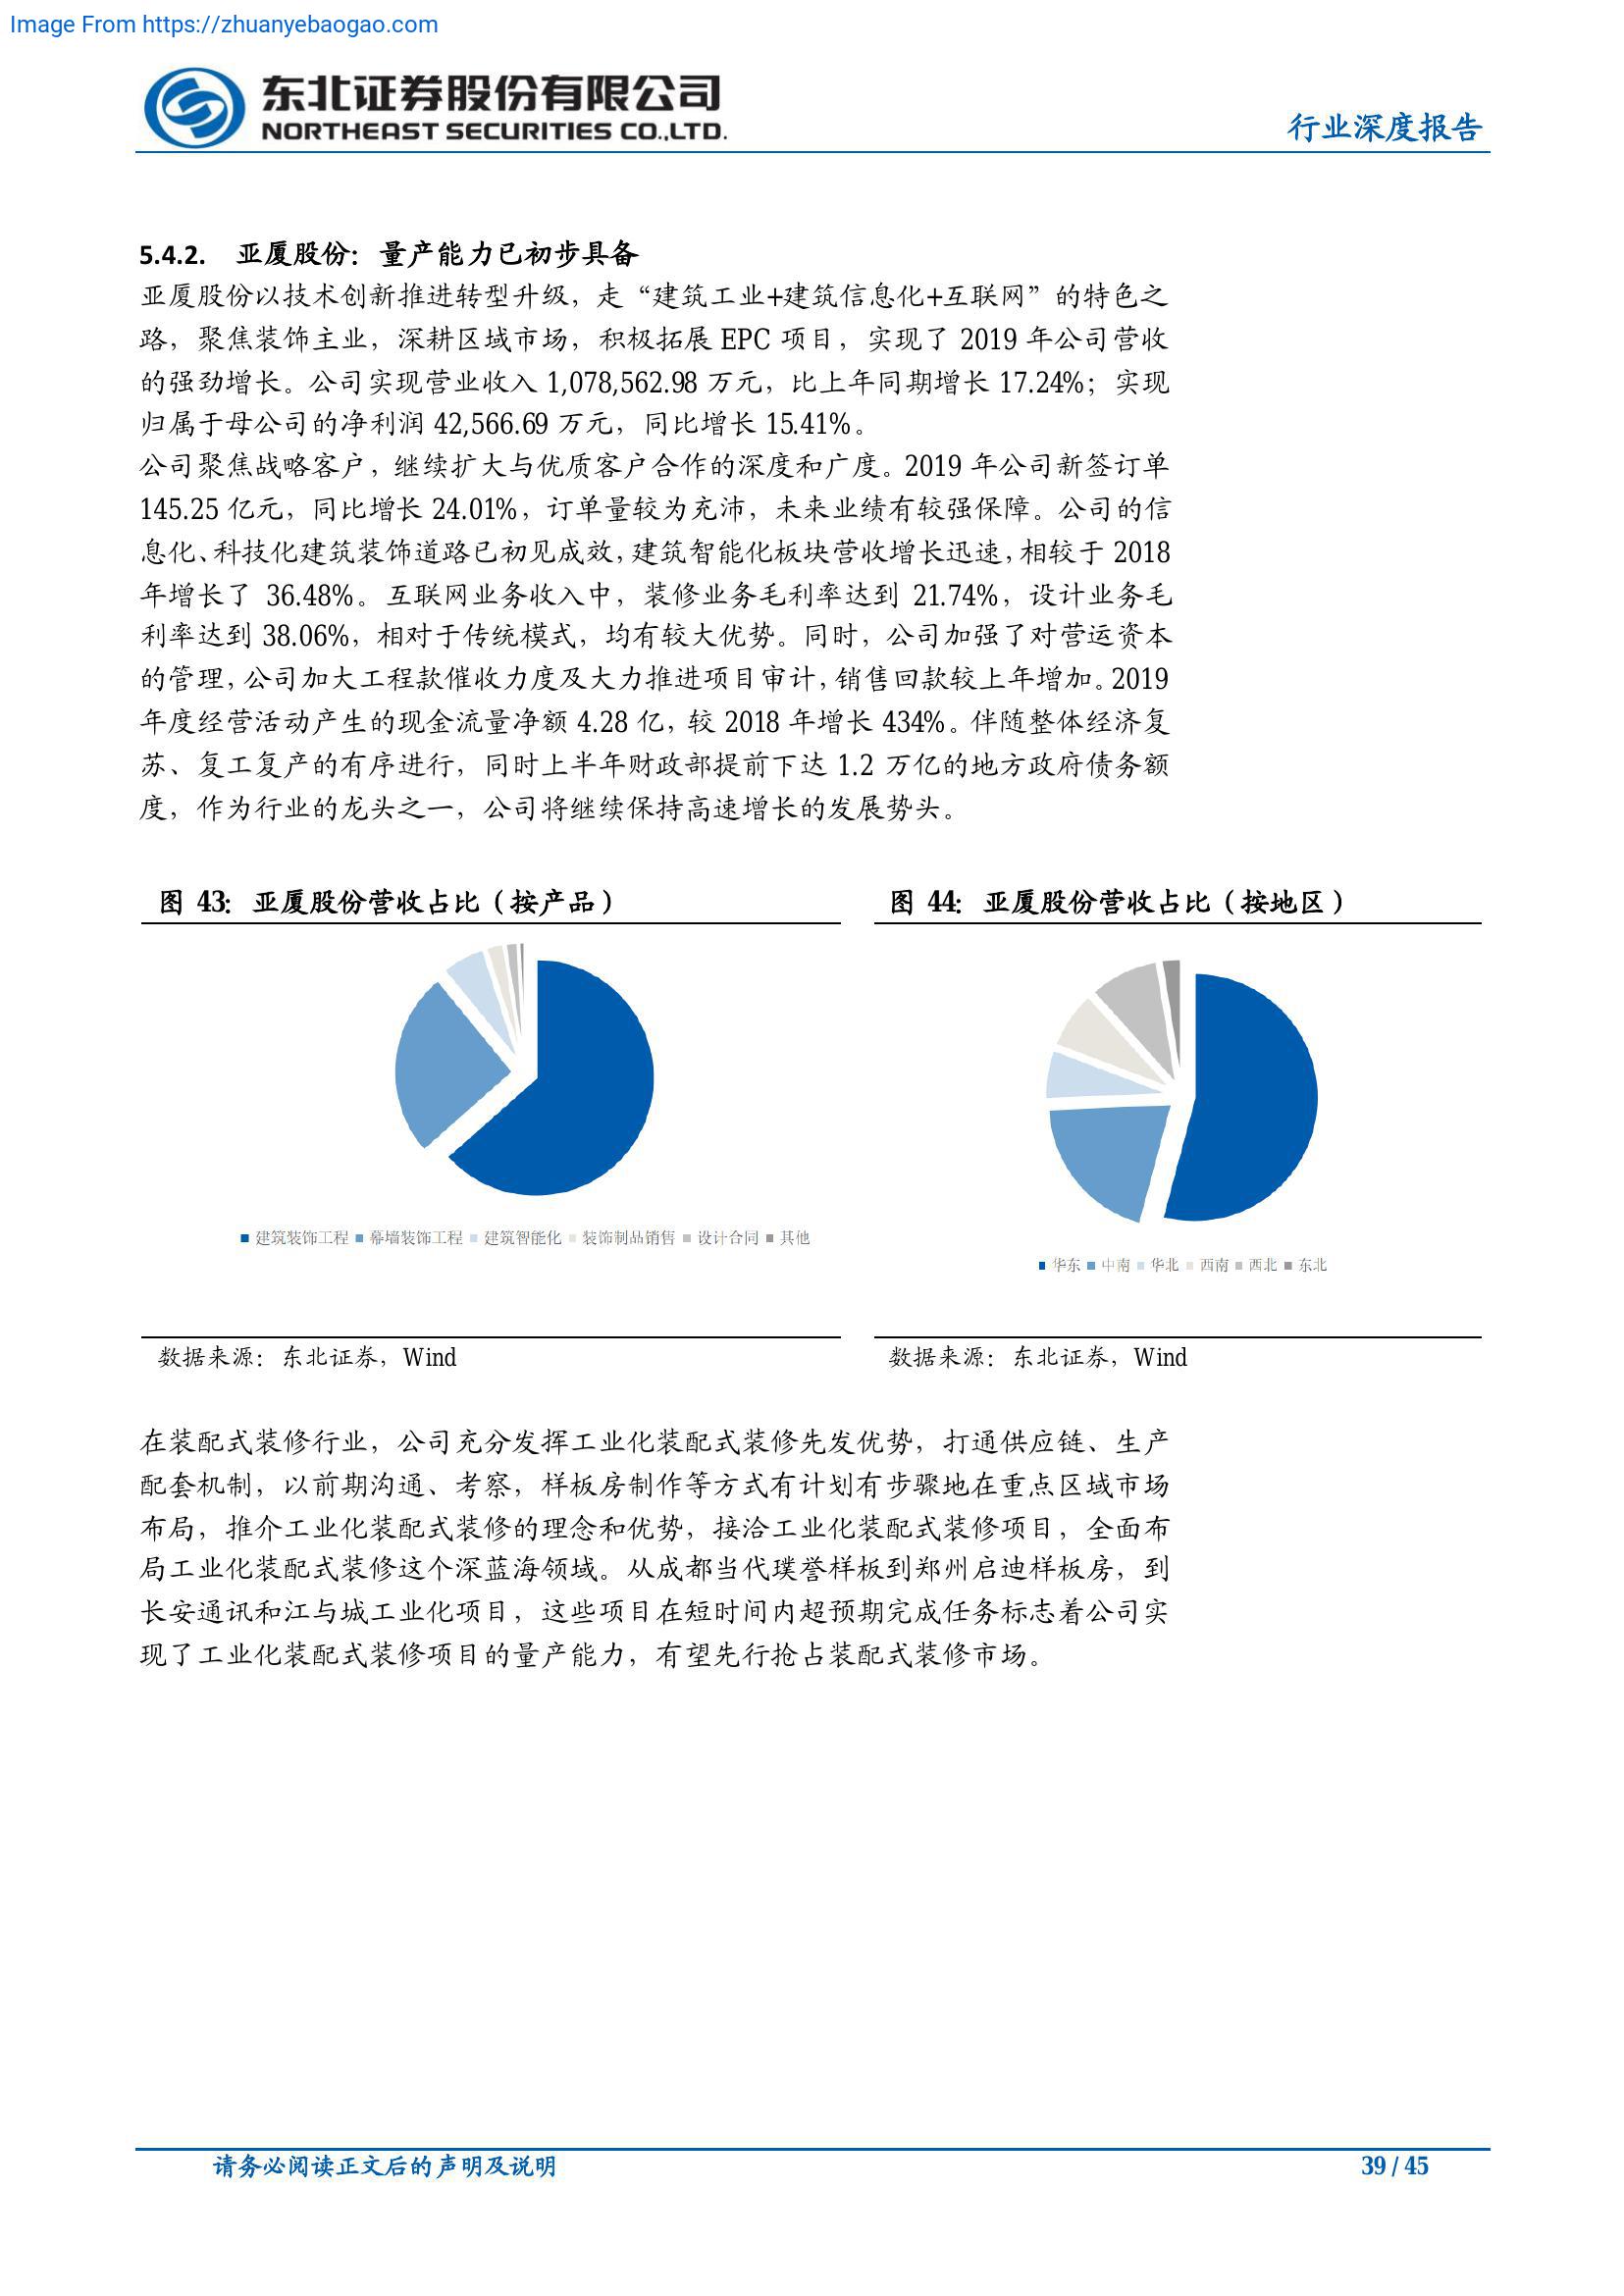 Image From https://zhuanyebaogao.com
东北证券股份有限公司
NORTHEAST SECURITIES CO.,LTD.
行业深度报告
5.4.2. 亚厦股份：量产能力已初步具备
亚厦股份以技术创新推进转型升级，走“建筑工业+建筑信息化+互联网”的特色之
路，聚焦装饰主业，深耕区域市场，积极拓展 EPC 项目，实现了 2019 年公司营收
的强劲增长。公司实现营业收入 1,078,562.98 万元，比上年同期增长 17.24%；实现
归属于母公司的净利润 42,566.69 万元，同比增长 15.41%。
公司聚焦战略客户，继续扩大与优质客户合作的深度和广度。2019 年公司新签订单
145.25 亿元，同比增长 24.01%，订单量较为充沛，未来业绩有较强保障。公司的信
息化、科技化建筑装饰道路已初见成效，建筑智能化板块营收增长迅速，相较于 2018
年增长了 36.48%。互联网业务收入中，装修业务毛利率达到 21.74%，设计业务毛
利率达到 38.06%，相对于传统模式，均有较大优势。同时，公司加强了对营运资本
的管理，公司加大工程款催收力度及大力推进项目审计，销售回款较上年增加。2019
年度经营活动产生的现金流量净额 4.28 亿，较 2018 年增长 434%。伴随整体经济复
苏、复工复产的有序进行，同时上半年财政部提前下达 1.2 万亿的地方政府债务额
度，作为行业的龙头之一，公司将继续保持高速增长的发展势头。
图 43：亚厦股份营收占比（按产品）
图 44：亚厦股份营收占比（按地区）
建筑装饰工程 幕墙装饰工程 建筑智能化 装饰制品销售 设计合同 其他
华东 中南 华北 西南 西北 东北
数据来源：东北证券，Wind
数据来源：东北证券，Wind
在装配式装修行业，公司充分发挥工业化装配式装修先发优势，打通供应链、生产
配套机制，以前期沟通、考察，样板房制作等方式有计划有步骤地在重点区域市场
布局，推介工业化装配式装修的理念和优势，接洽工业化装配式装修项目，全面布
局工业化装配式装修这个深蓝海领域。从成都当代璞誉样板到郑州启迪样板房，到
长安通讯和江与城工业化项目，这些项目在短时间内超预期完成任务标志着公司实
现了工业化装配式装修项目的量产能力，有望先行抢占装配式装修市场。
请务必阅读正文后的声明及说明
39 / 45